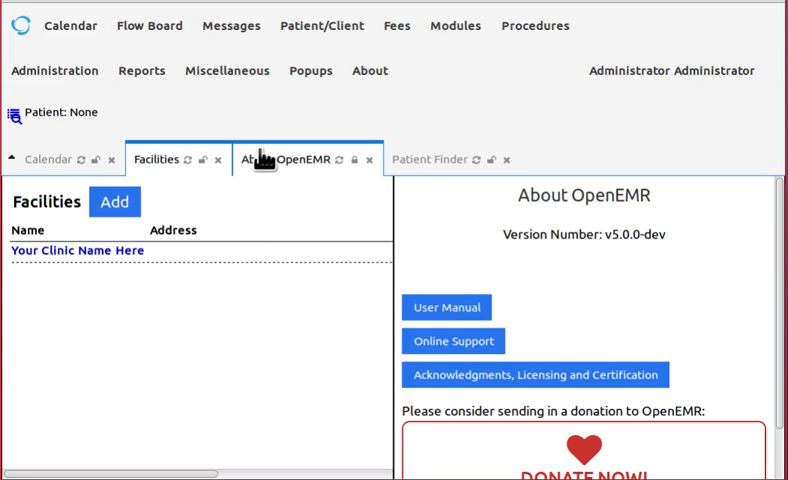 Calendar Flow Board Messages Patient/Client Fees Modules Procedures
Administration Reports Miscellaneous Popups About Administrator Administrator
Patient: None
Calendar Facilities OpenEMR Patient Finder
Facilities Add
Name Address
Your Clinic Name Here
About OpenEMR
Version Number: v5.0.0-dev
User Manual
Online Support
Acknowledgments, Licensing and Certification
Please consider sending in a donation to OpenEMR:
DONATE NOW!